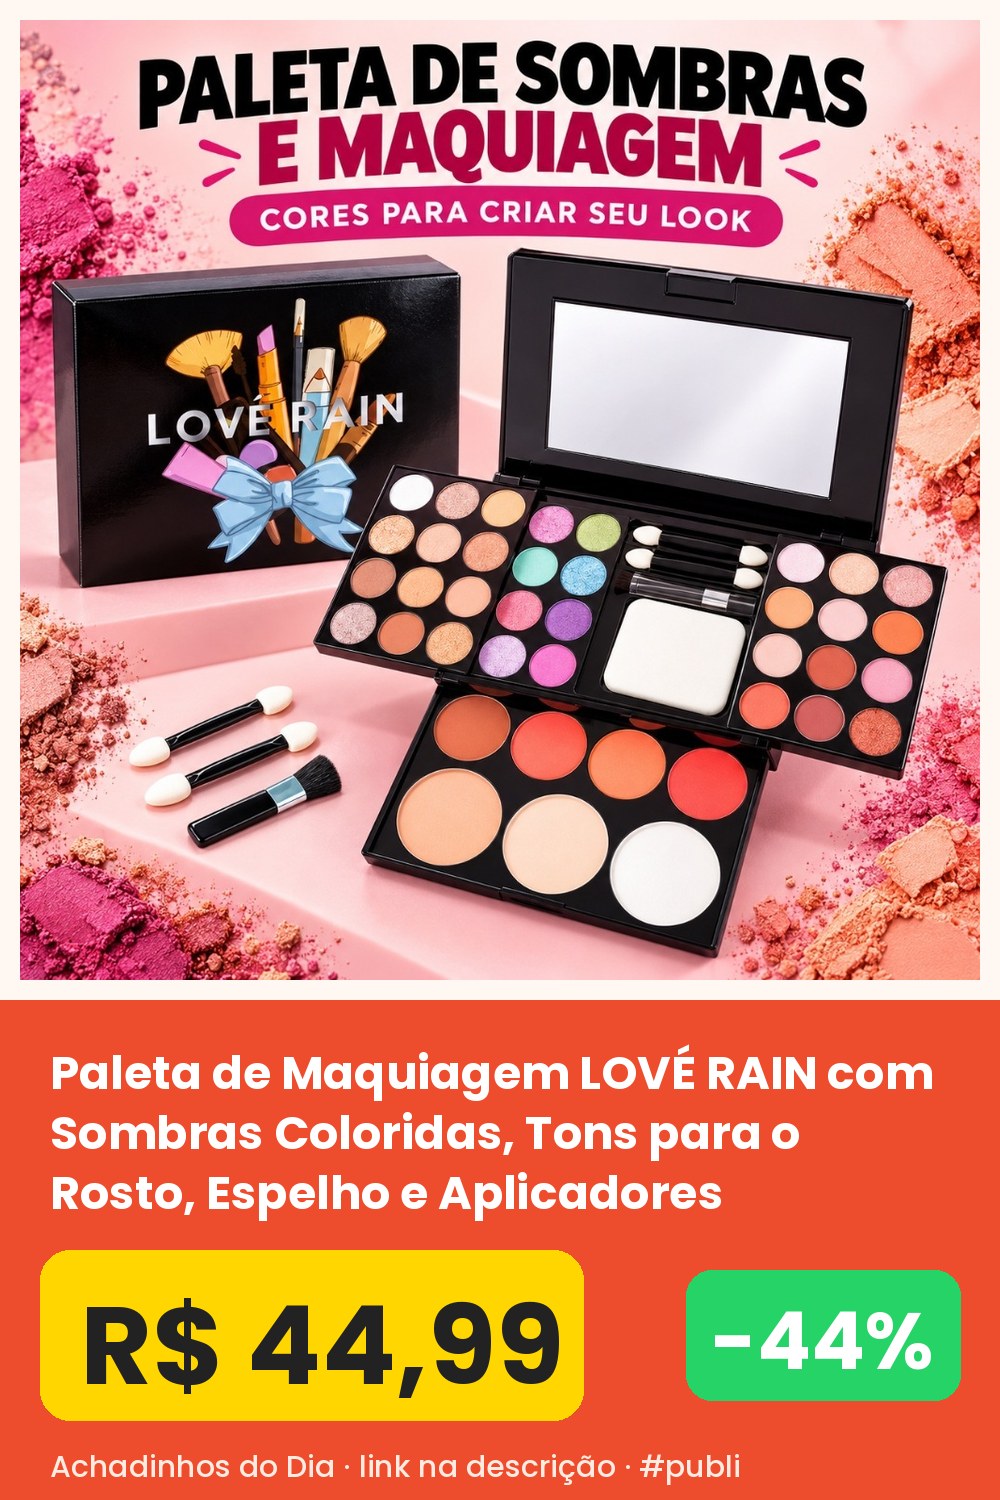 PALETA DE SOMBRAS
E MAQUIAGEM
CORES PARA CRIAR SEU LOOK
LOVÉ RAIN
Paleta de Maquiagem LOVÉ RAIN com
Sombras Coloridas, Tons para o
Rosto, Espelho e Aplicadores
R$ 44,99
-44%
Achadinhos do Dia · link na descrição · #publi